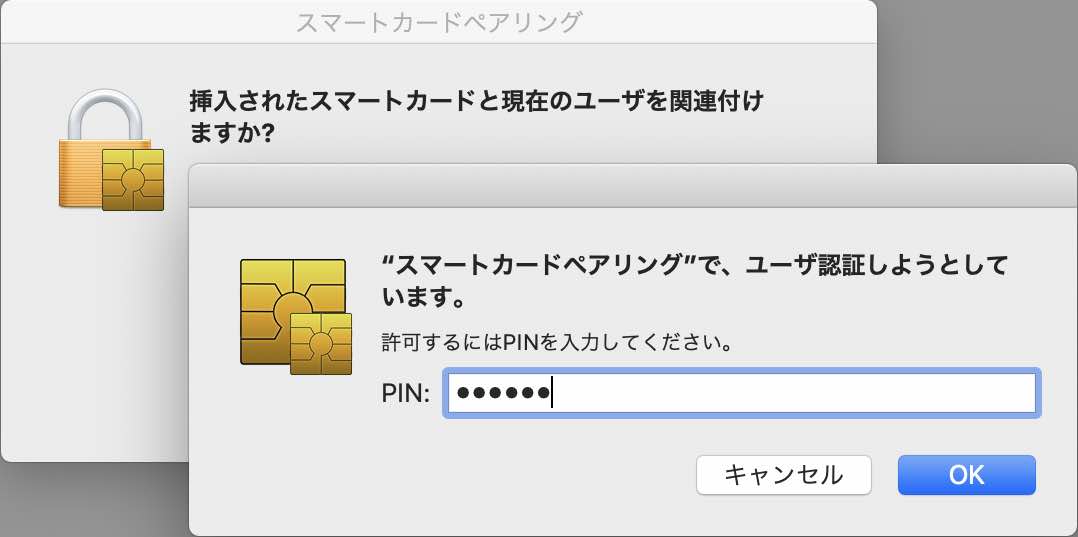 スマートカードペアリング
挿入されたスマートカードと現在のユーザを関連付け
ますか?
“スマートカードペアリング”で、ユーザ認証しようとして
います。
許可するにはPINを入力してください。
PIN: ●●●●●●
キャンセル OK